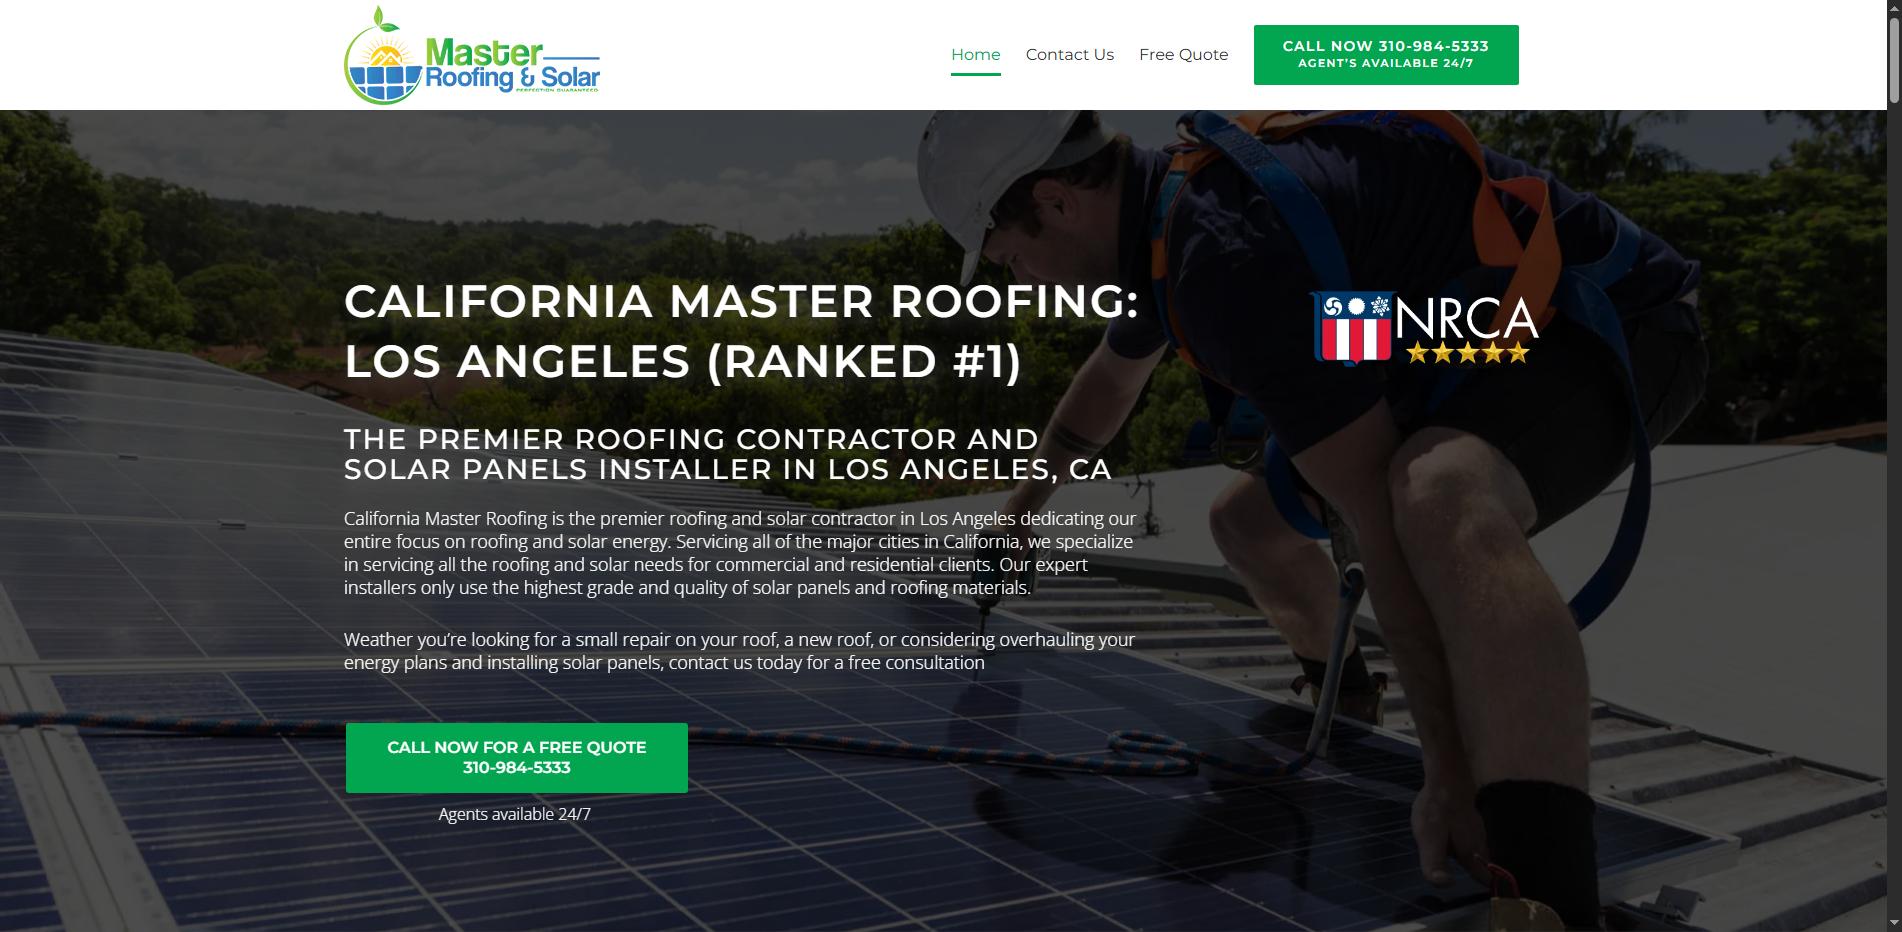 Master
Roofing & Solar
PERFECTION GUARANTEED
Home
Contact Us
Free Quote
CALL NOW 310-984-5333
AGENT'S AVAILABLE 24/7
CALIFORNIA MASTER ROOFING:
LOS ANGELES (RANKED #1)
NRCA
THE PREMIER ROOFING CONTRACTOR AND
SOLAR PANELS INSTALLER IN LOS ANGELES, CA
California Master Roofing is the premier roofing and solar contractor in Los Angeles dedicating our
entire focus on roofing and solar energy. Servicing all of the major cities in California, we specialize
in servicing all the roofing and solar needs for commercial and residential clients. Our expert
installers only use the highest grade and quality of solar panels and roofing materials.
Weather you’re looking for a small repair on your roof, a new roof, or considering overhauling your
energy plans and installing solar panels, contact us today for a free consultation
CALL NOW FOR A FREE QUOTE
310-984-5333
Agents available 24/7